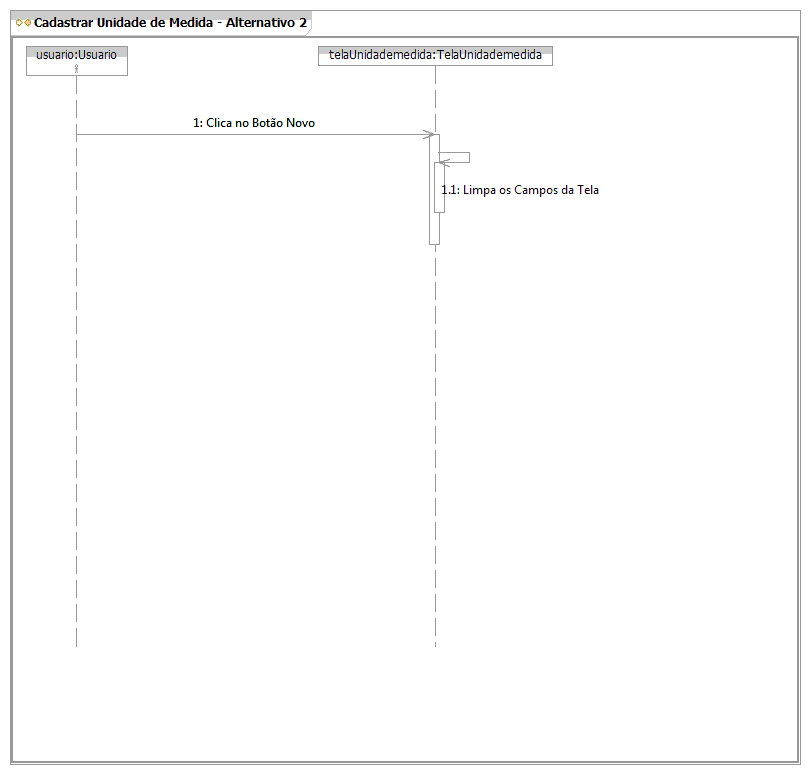 Cadastrar Unidade de Medida - Alternativo 2
usuario:Usuario
telaUnidademedida:TelaUnidademedida
1: Clica no Botão Novo
1.1: Limpa os Campos da Tela